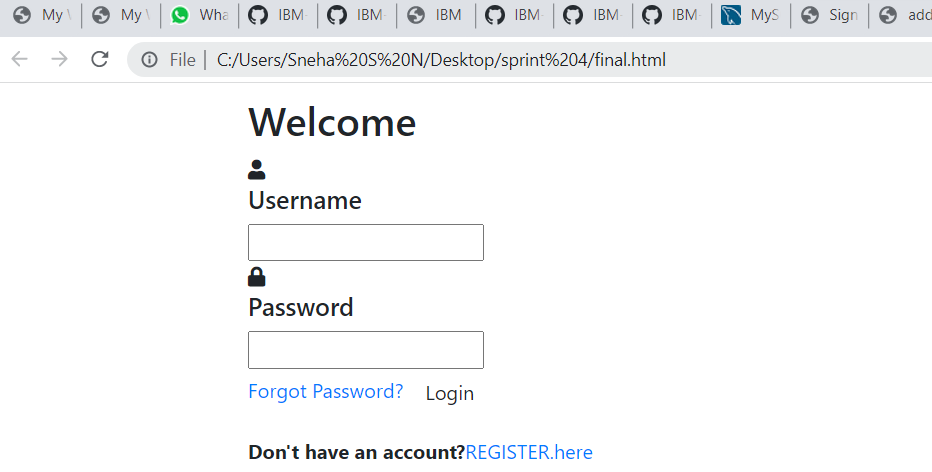 My Wha IBM- IBM- IBM IBM- IBM- IBM- MyS Sign add
File C:/Users/Sneha%20S%20N/Desktop/sprint%204/final.html
Welcome
Username
Password
Forgot Password? Login
Don't have an account?REGISTER.here